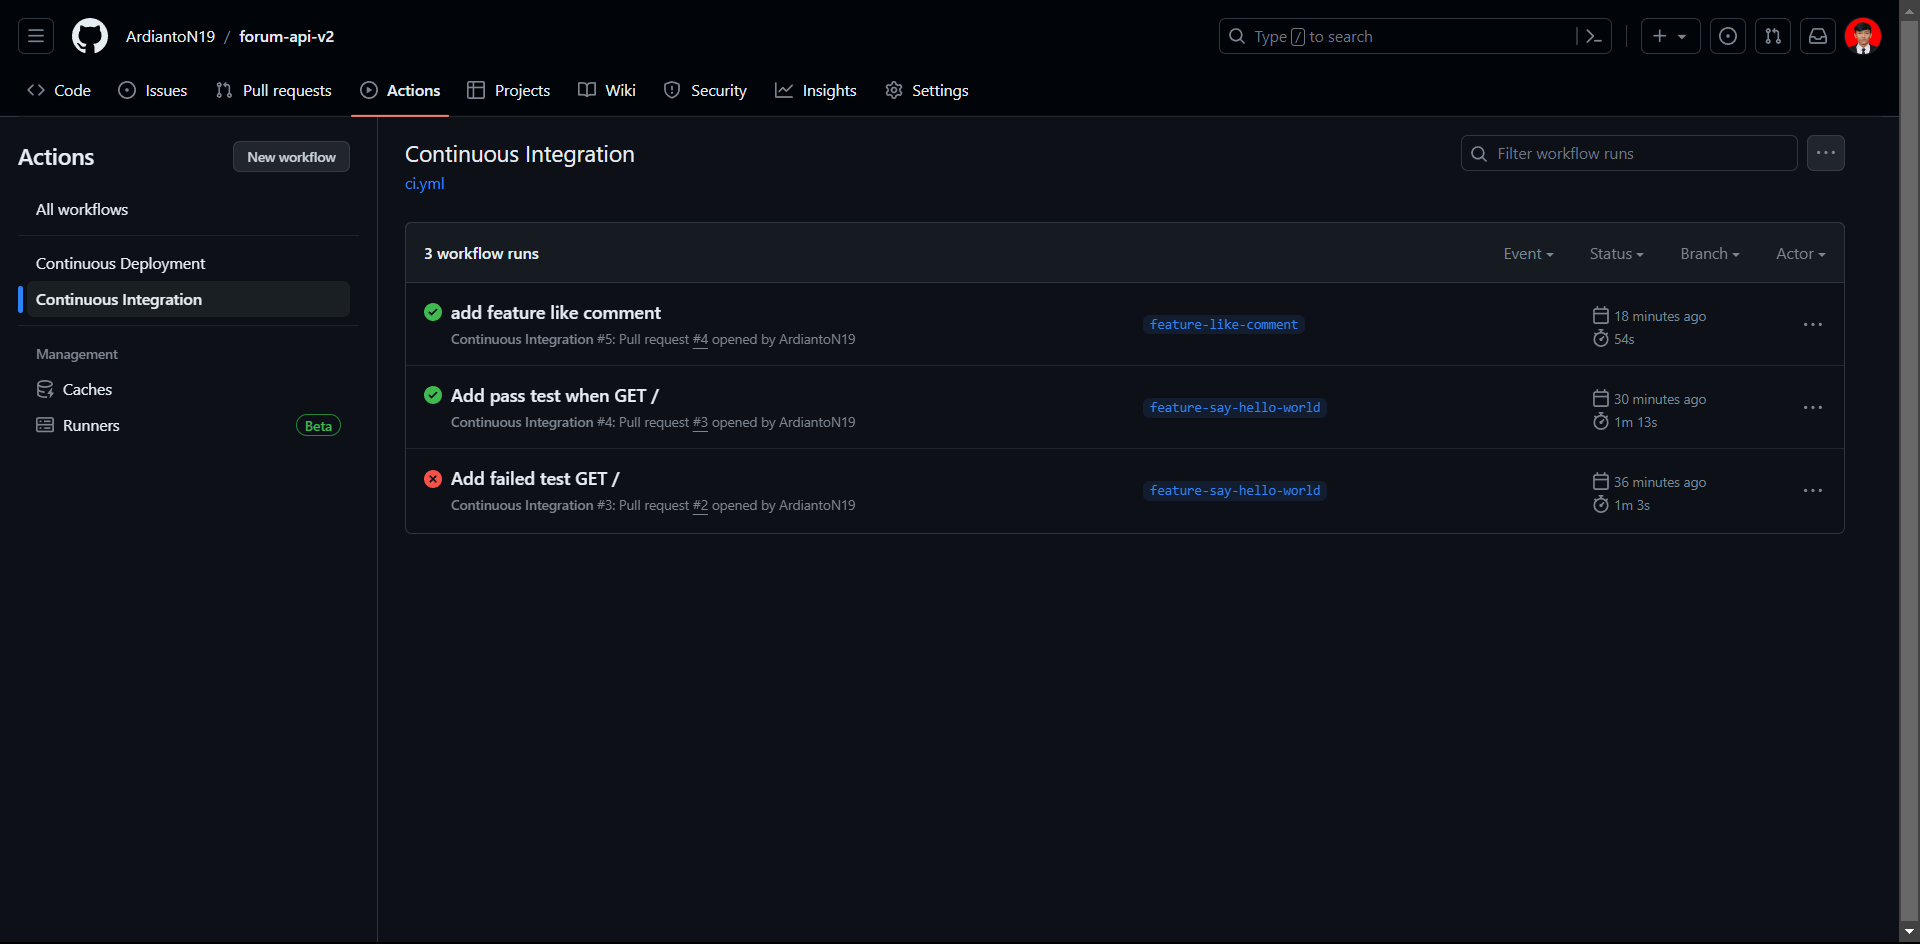 ArdiantoN19 / forum-api-v2
Type / to search
Code Issues Pull requests Actions Projects Wiki Security Insights Settings
Actions
New workflow
All workflows
Continuous Deployment
Continuous Integration
Management
Caches
Runners Beta
Continuous Integration
ci.yml
Filter workflow runs
3 workflow runs
Event Status Branch Actor
add feature like comment
Continuous Integration #5: Pull request #4 opened by ArdiantoN19
feature-like-comment
18 minutes ago
54s
Add pass test when GET /
Continuous Integration #4: Pull request #3 opened by ArdiantoN19
feature-say-hello-world
30 minutes ago
1m 13s
Add failed test GET /
Continuous Integration #3: Pull request #2 opened by ArdiantoN19
feature-say-hello-world
36 minutes ago
1m 3s